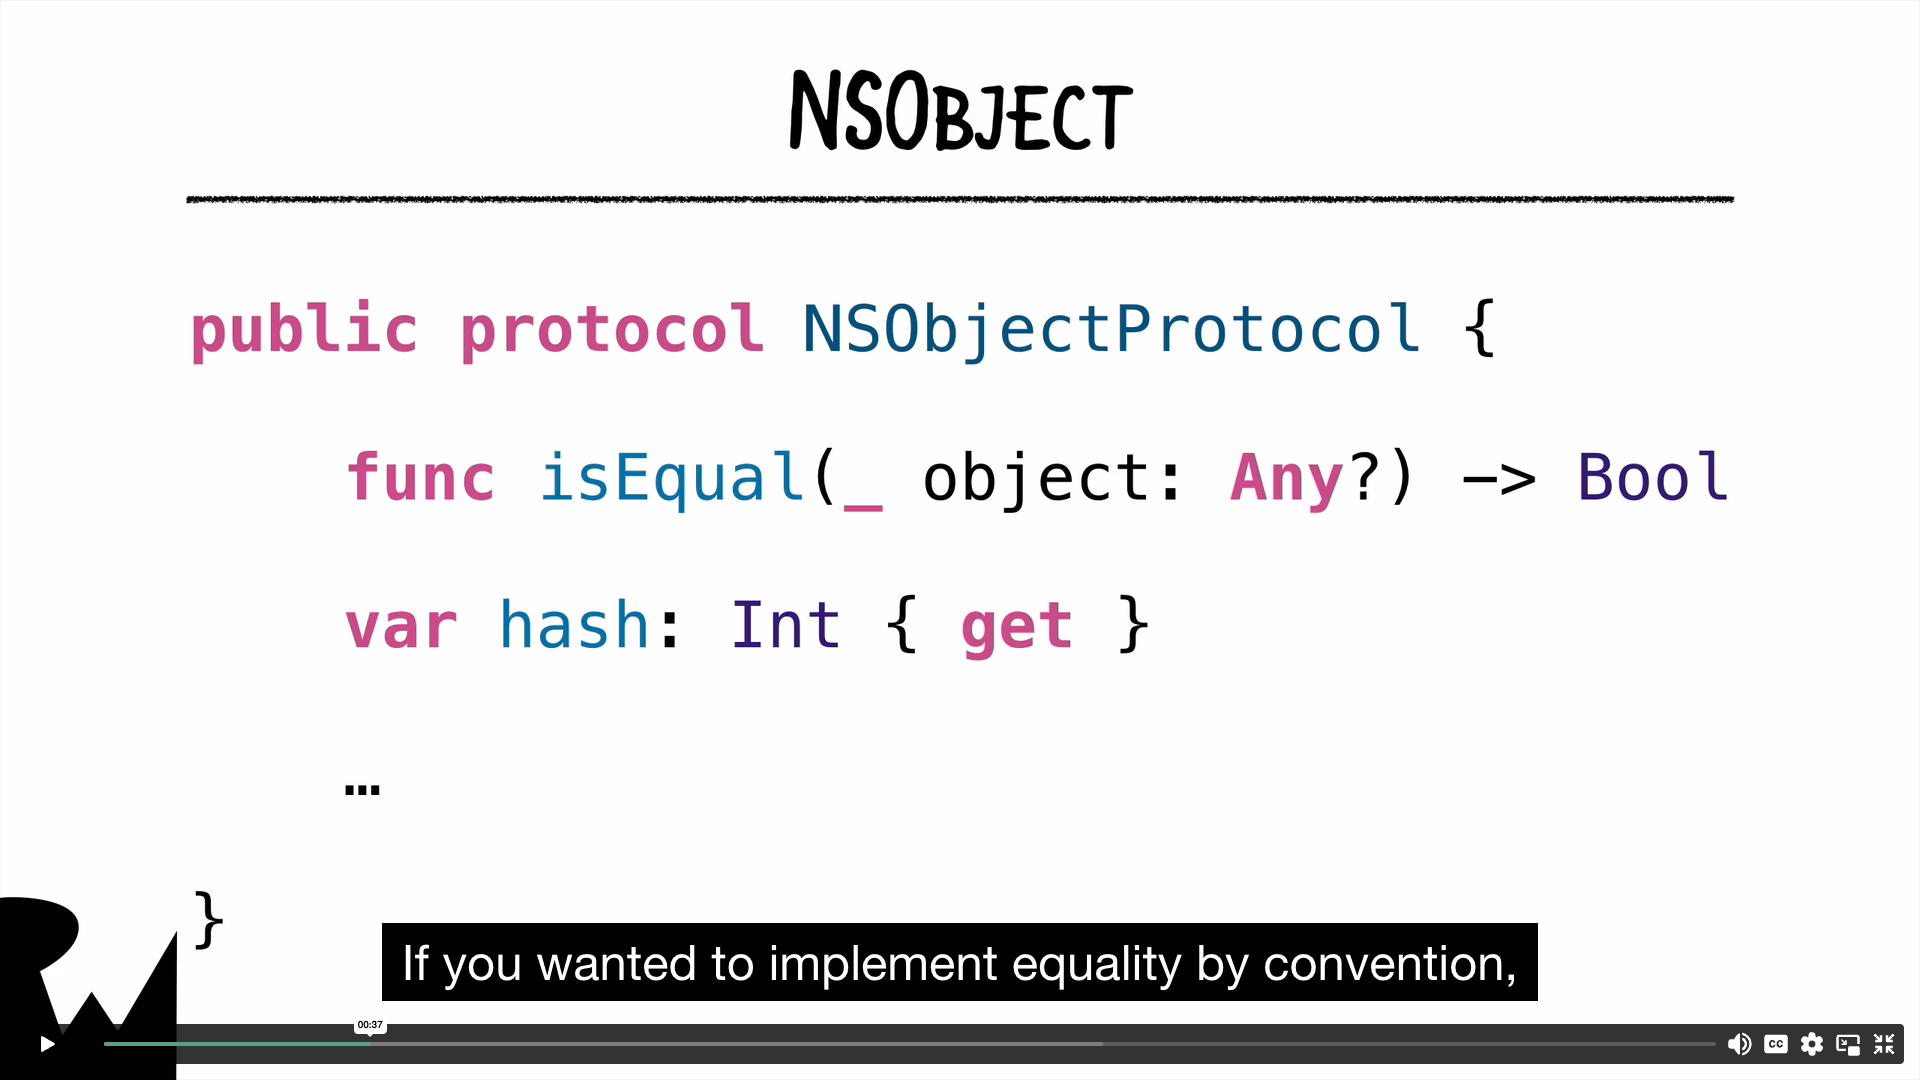 NSOBJECT
public protocol NSObjectProtocol {
func isEqual(_ object: Any?) -> Bool
var hash: Int { get }
…
}
If you wanted to implement equality by convention,
00:37
CC